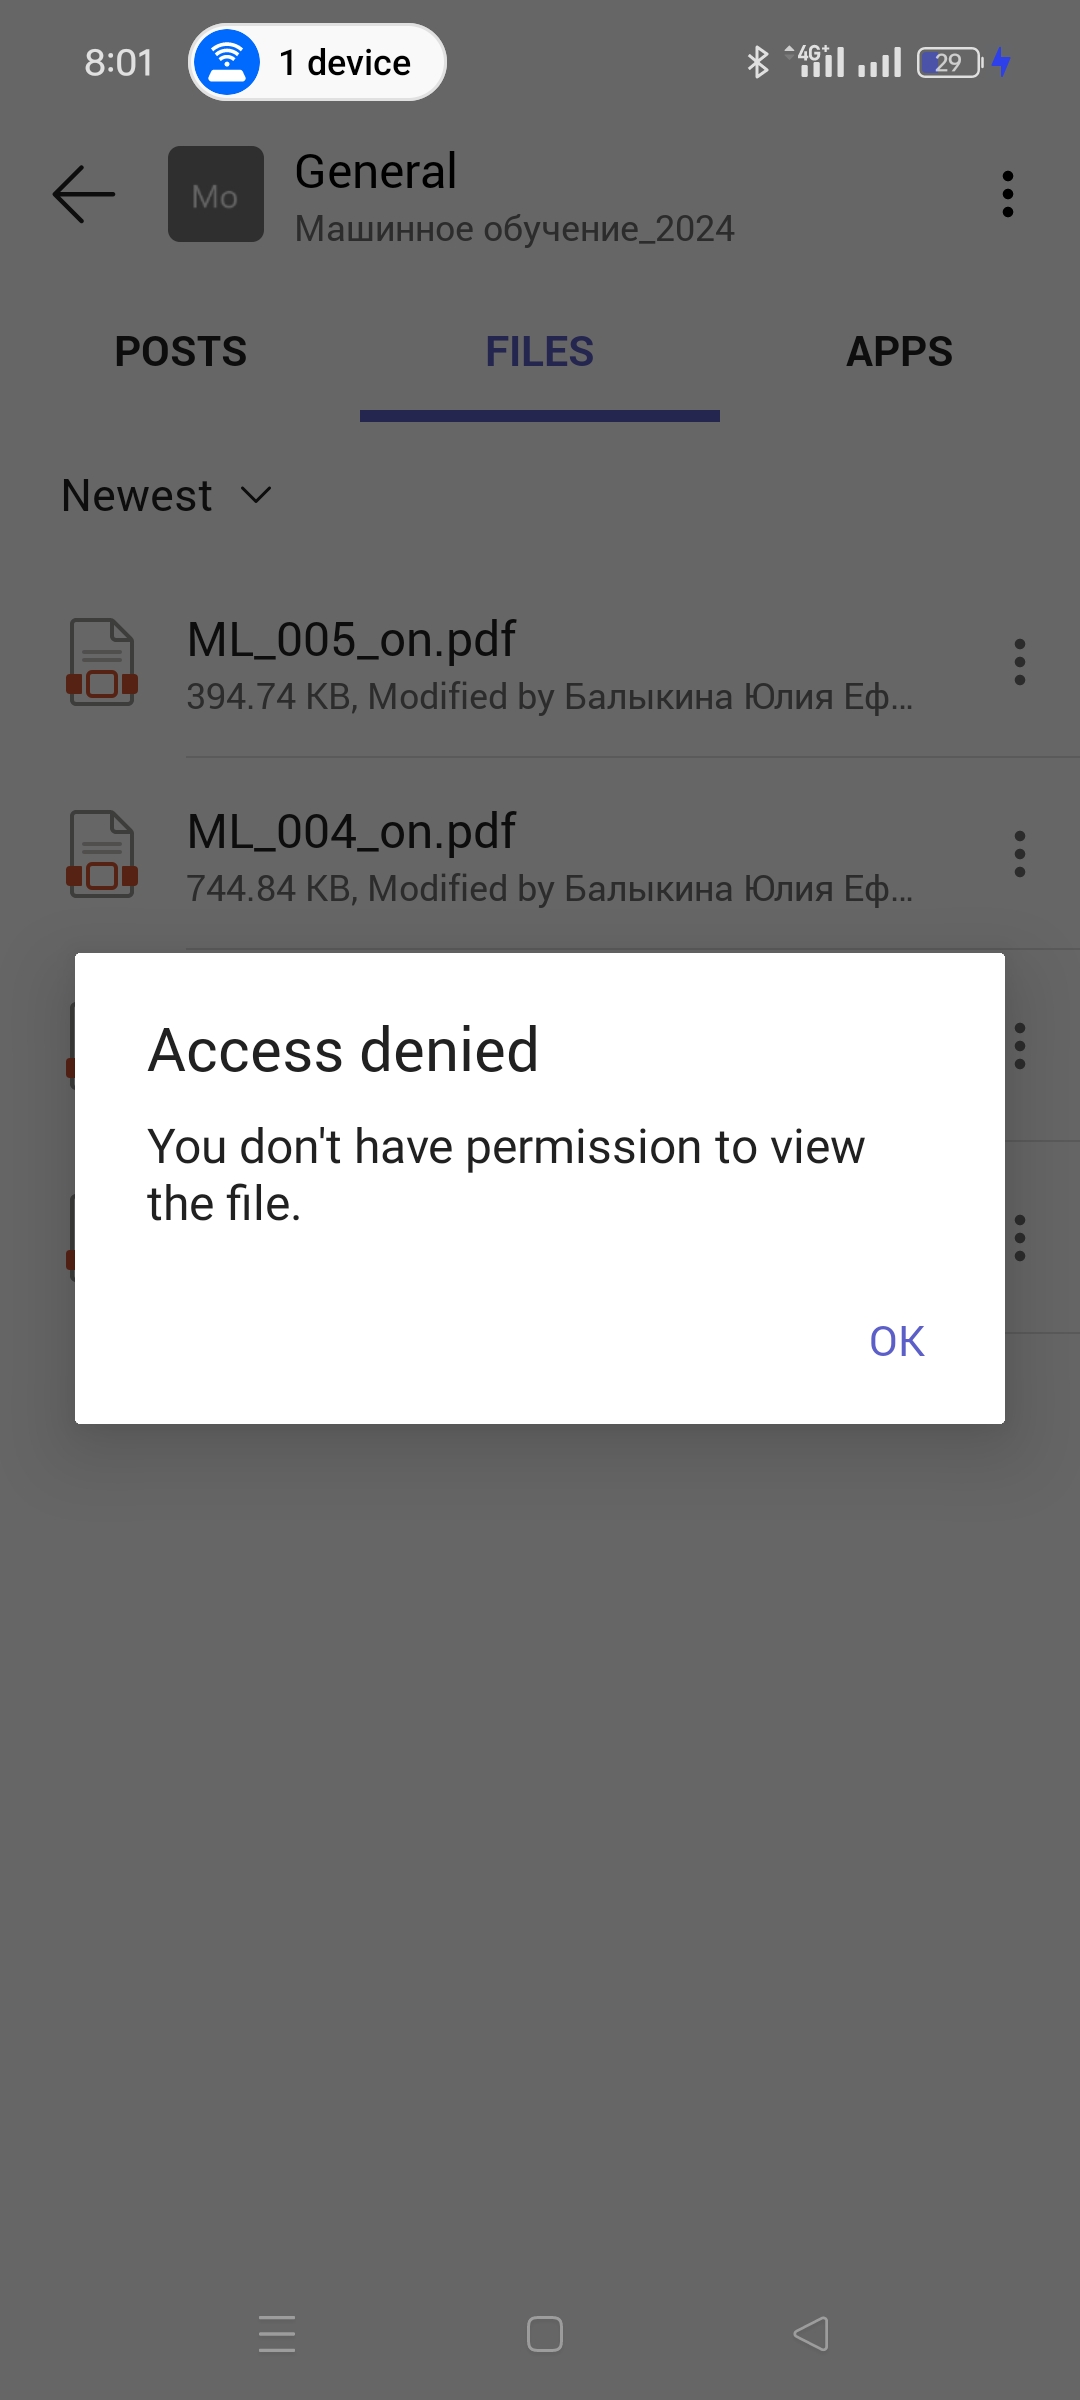 8:01
1 device
4G+
29
Mo
General
Машинное обучение_2024
POSTS
FILES
APPS
Newest
ML_005_on.pdf
394.74 KB, Modified by Балыкина Юлия Еф...
ML_004_on.pdf
744.84 KB, Modified by Балыкина Юлия Еф...
Access denied
You don't have permission to view
the file.
OK